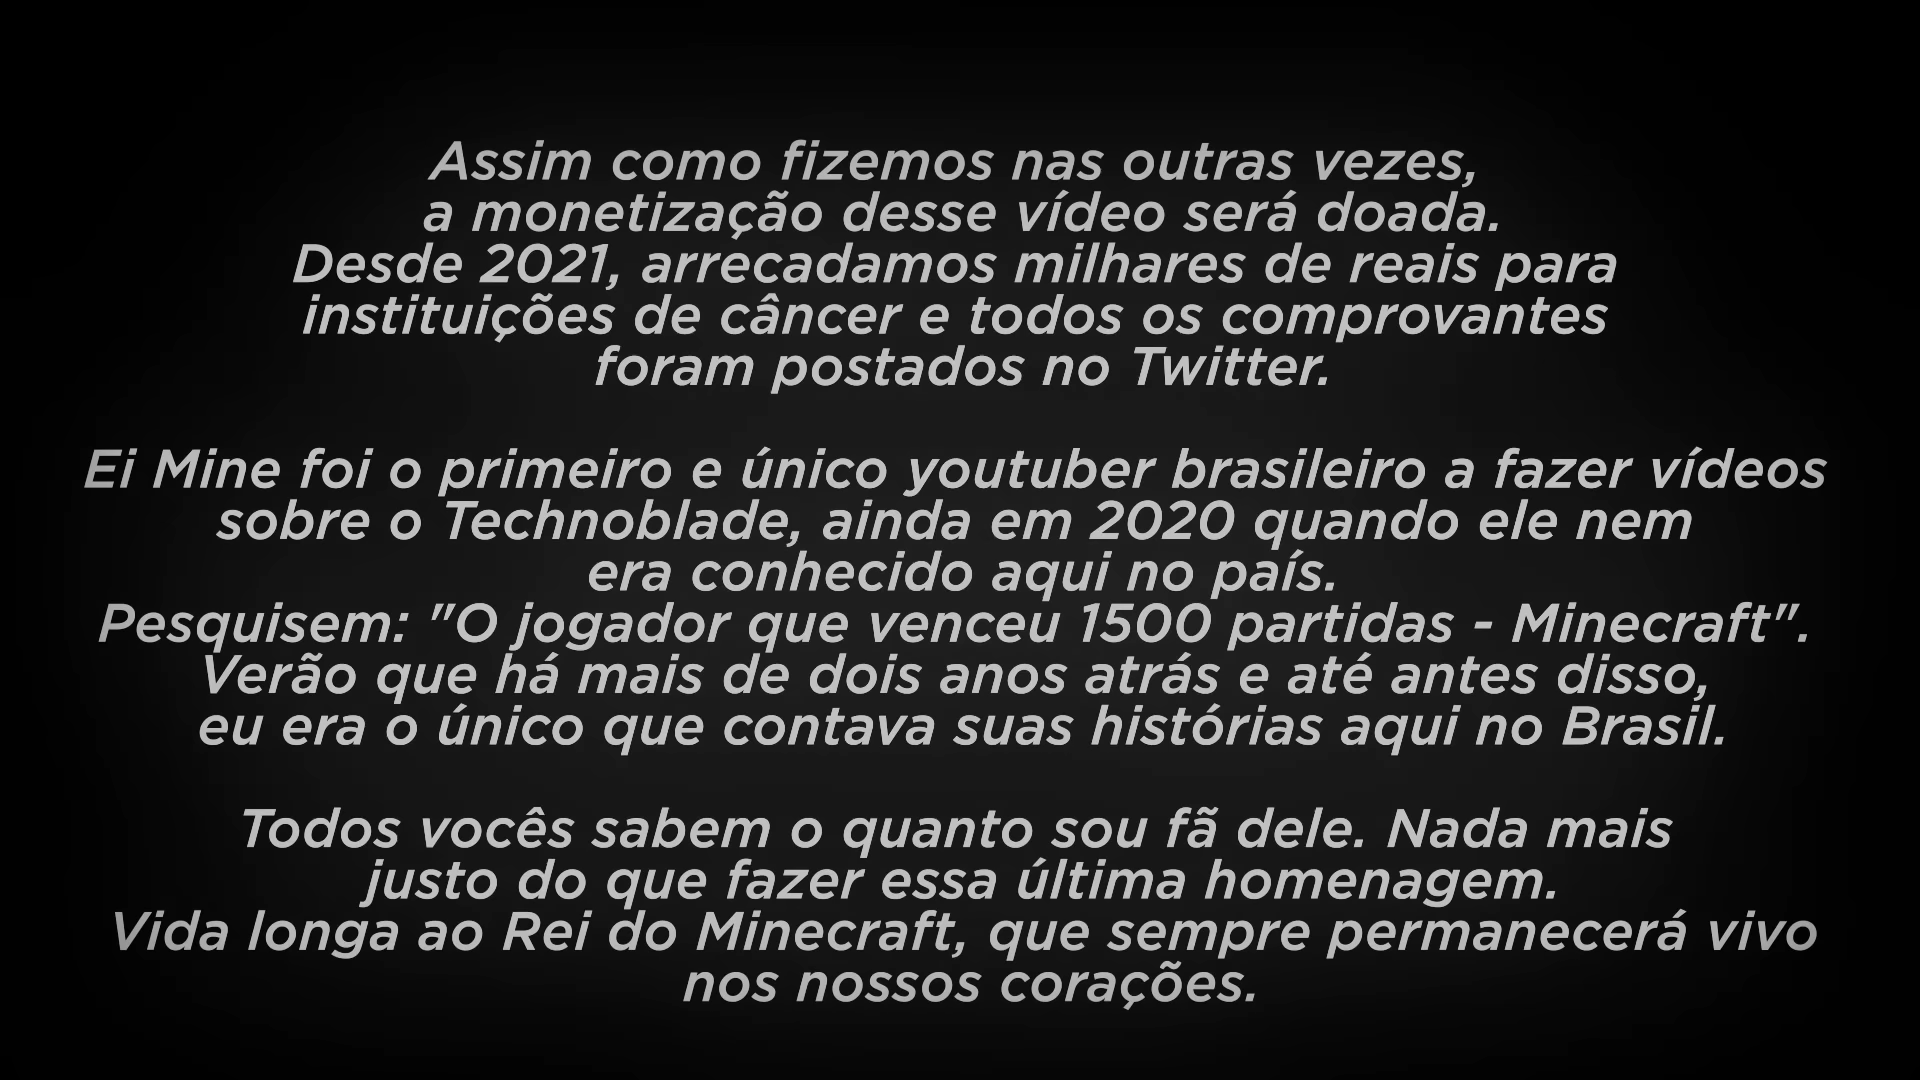 Assim como fizemos nas outras vezes,
a monetização desse vídeo será doada.
Desde 2021, arrecadamos milhares de reais para
instituições de câncer e todos os comprovantes
foram postados no Twitter.
Ei Mine foi o primeiro e único youtuber brasileiro a fazer vídeos
sobre o Technoblade, ainda em 2020 quando ele nem
era conhecido aqui no país.
Pesquisem: "O jogador que venceu 1500 partidas - Minecraft".
Verão que há mais de dois anos atrás e até antes disso,
eu era o único que contava suas histórias aqui no Brasil.
Todos vocês sabem o quanto sou fã dele. Nada mais
justo do que fazer essa última homenagem.
Vida longa ao Rei do Minecraft, que sempre permanecerá vivo
nos nossos corações.